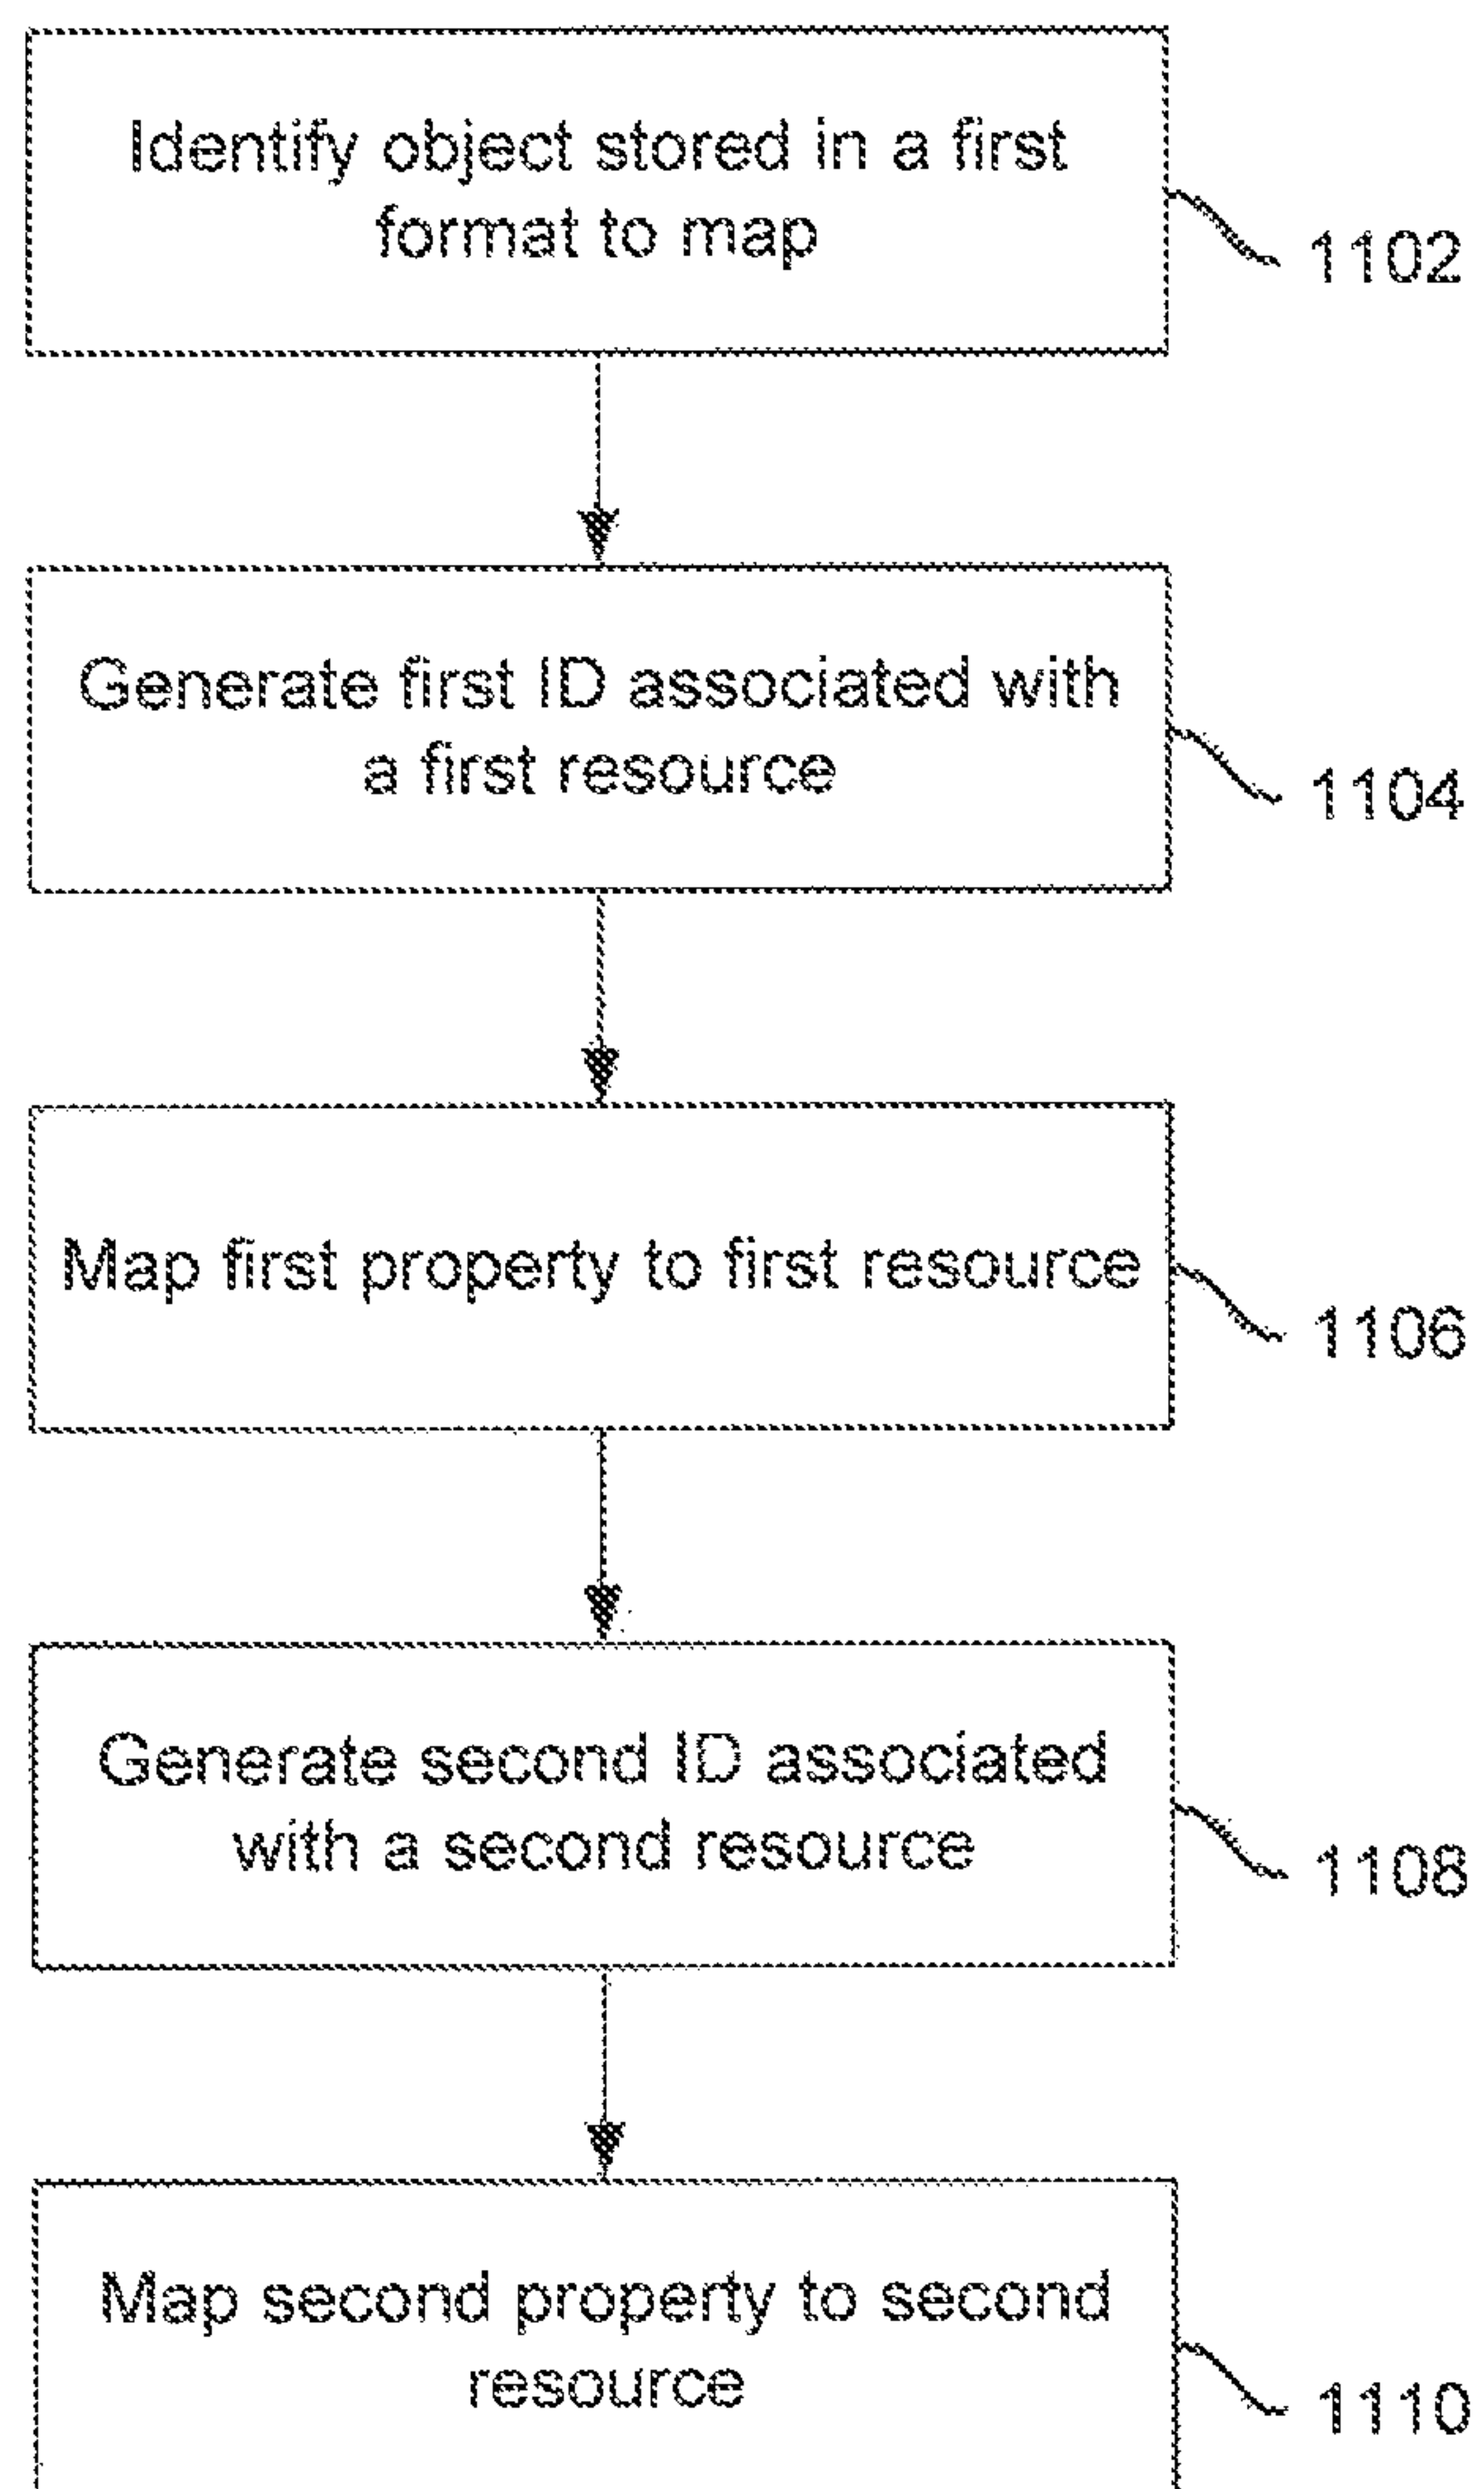 Identify object stored in a first
format to map
1102
Generate first ID associated with
a first resource
1104
Map first property to first resource
1106
Generate second ID associated
with a second resource
1108
Map second property to second
resource
1110